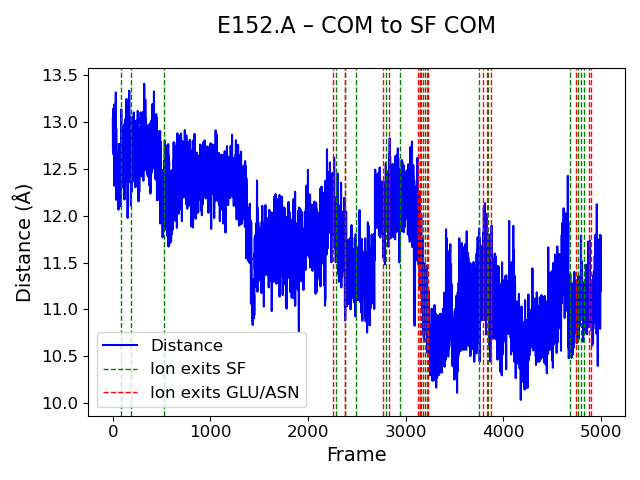 E152.A – COM to SF COM
13.5
13.0
12.5
12.0
11.5
11.0
10.5
10.0
Distance (Å)
Distance
Ion exits SF
Ion exits GLU/ASN
0 1000 2000 3000 4000 5000
Frame